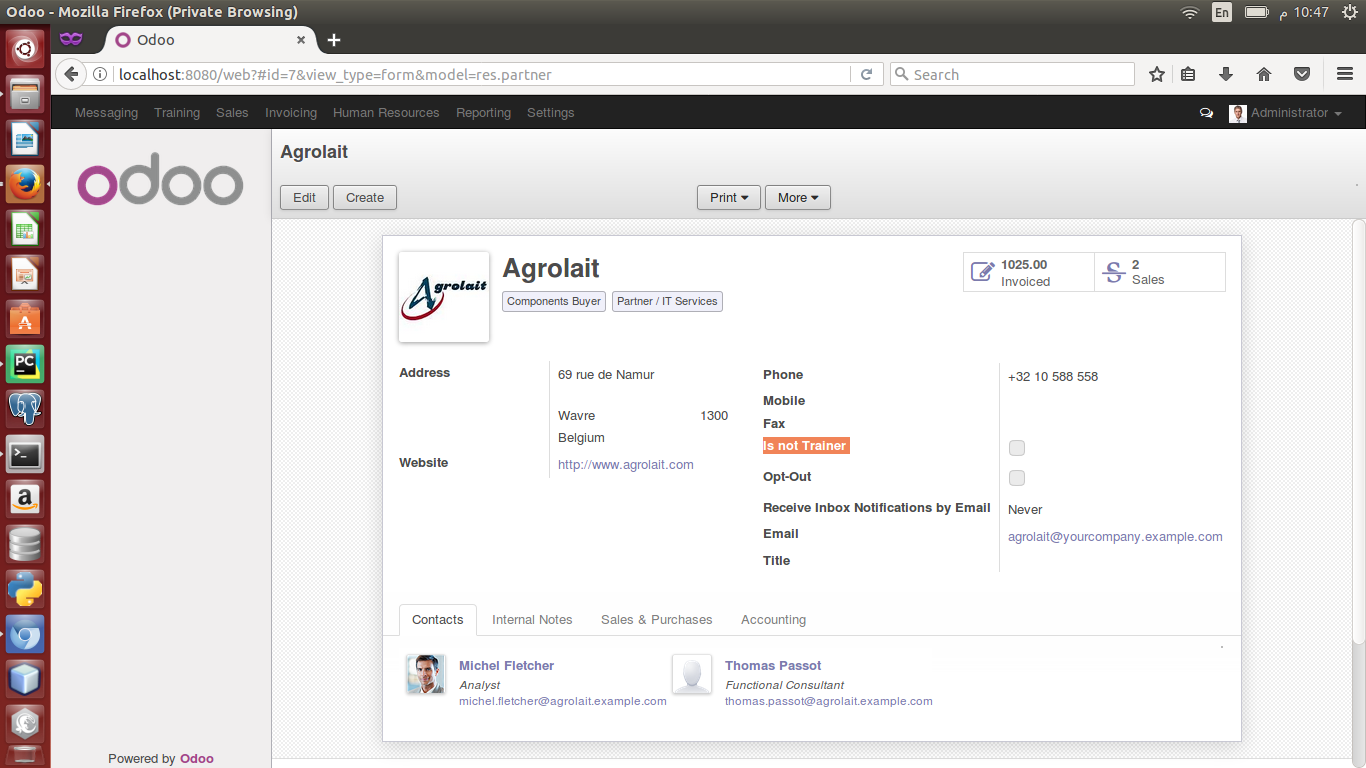 Odoo - Mozilla Firefox (Private Browsing)
En
م 10:47
Odoo
localhost:8080/web?#id=7&view_type=form&model=res.partner
Search
Messaging Training Sales Invoicing Human Resources Reporting Settings
Administrator
odoo
Agrolait
Edit Create Print More
Agrolait
Agrolait
Components Buyer Partner / IT Services
1025.00
Invoiced
2
Sales
Address
69 rue de Namur
Wavre 1300
Belgium
Website
http://www.agrolait.com
Phone +32 10 588 558
Mobile
Fax
Is not Trainer
Opt-Out
Receive Inbox Notifications by Email Never
Email agrolait@yourcompany.example.com
Title
Contacts Internal Notes Sales & Purchases Accounting
Michel Fletcher
Analyst
michel.fletcher@agrolait.example.com
Thomas Passot
Functional Consultant
thomas.passot@agrolait.example.com
Powered by Odoo
PC
a